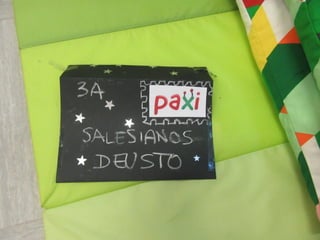 3A
paxi
SALESIANOS
DEUSTO